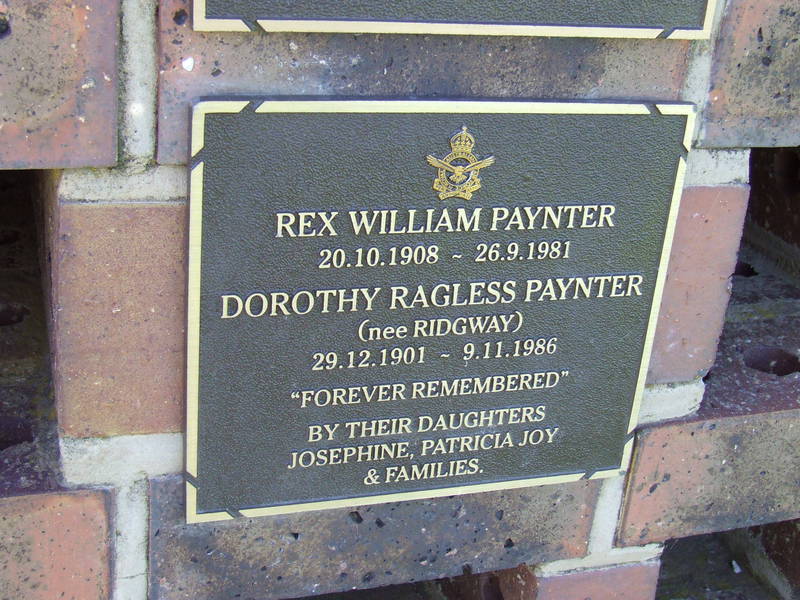 REX WILLIAM PAYNTER
20.10.1908 ~ 26.9.1981
DOROTHY RAGLESS PAYNTER
(nee RIDGWAY)
29.12.1901 ~ 9.11.1986
"FOREVER REMEMBERED"
BY THEIR DAUGHTERS
JOSEPHINE, PATRICIA JOY
& FAMILIES.